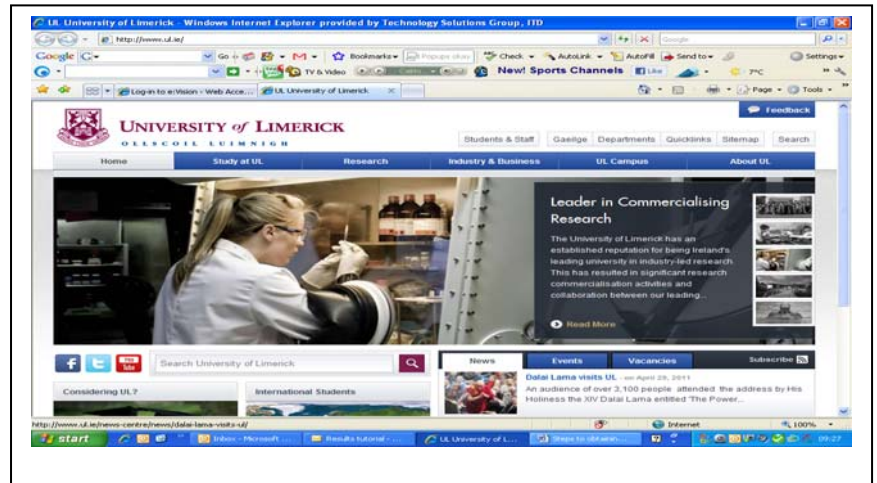 UL University of Limerick - Windows Internet Explorer provided by Technology Solutions Group, ITD
http://www.ul.ie/
Google
Google
Go
Bookmarks
Popups okay
Check
AutoLink
AutoFill
Send to
Settings
TV & Video
New! Sports Channels
Like
7°C
Log-in to e:Vision - Web Acce...
UL University of Limerick
Page
Tools
Feedback
UNIVERSITY of LIMERICK
OLLSCOIL LUIMNIGH
Students & Staff
Gaeilge
Departments
Quicklinks
Sitemap
Search
Home
Study at UL
Research
Industry & Business
UL Campus
About UL
Leader in Commercialising
Research
The University of Limerick has an
established reputation for being Ireland's
leading university in industry-led research.
This has resulted in significant research
commercialisation activities and
collaboration between our leading...
Read More
You
Tube
Search University of Limerick
News
Events
Vacancies
Subscribe
Dalai Lama visits UL - on April 28, 2011
An audience of over 3,100 people attended the address by His
Holiness the XIV Dalai Lama entitled 'The Power...
Considering UL?
International Students
http://www.ul.ie/news-centre/news/dalai-lama-visits-ul/
Internet
100%
start
Inbox - Microsoft ...
Results tutorial - ...
UL University of L...
Steps to obtainin...
09:27